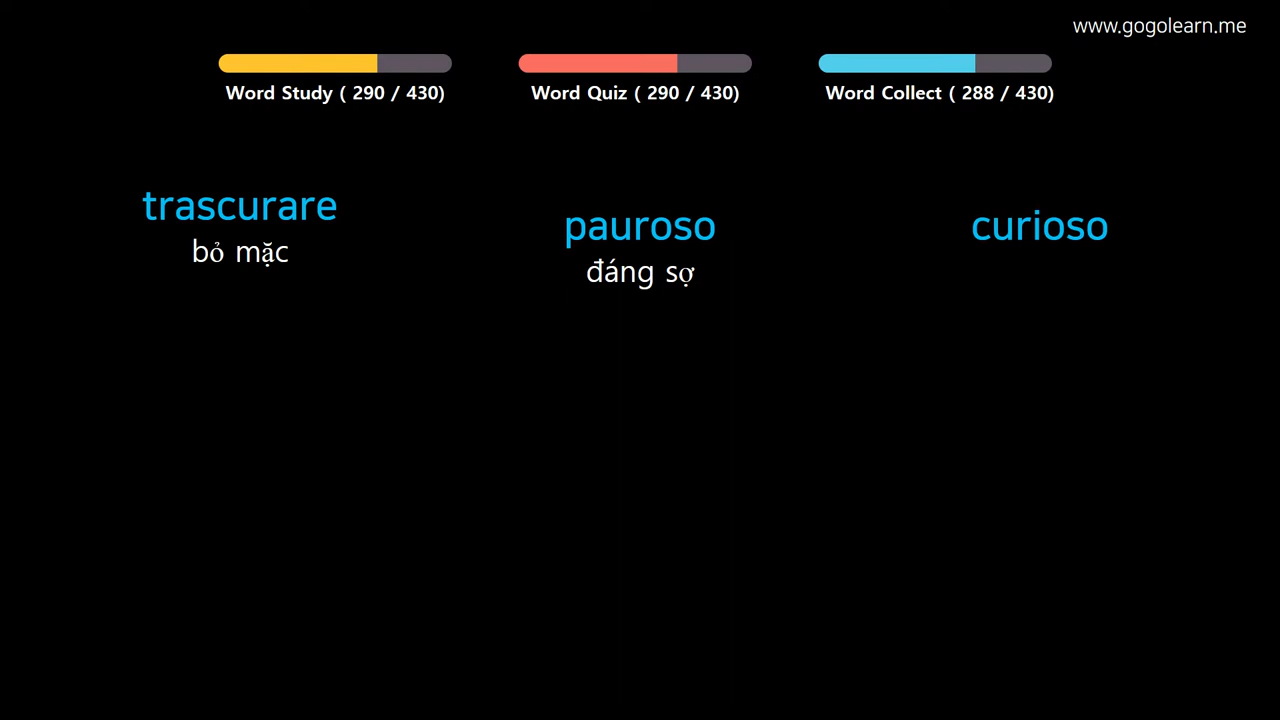 www.gogolearn.me
Word Study ( 290 / 430)
Word Quiz ( 290 / 430)
Word Collect ( 288 / 430)
trascurare
bỏ mặc
pauroso
đáng sợ
curioso